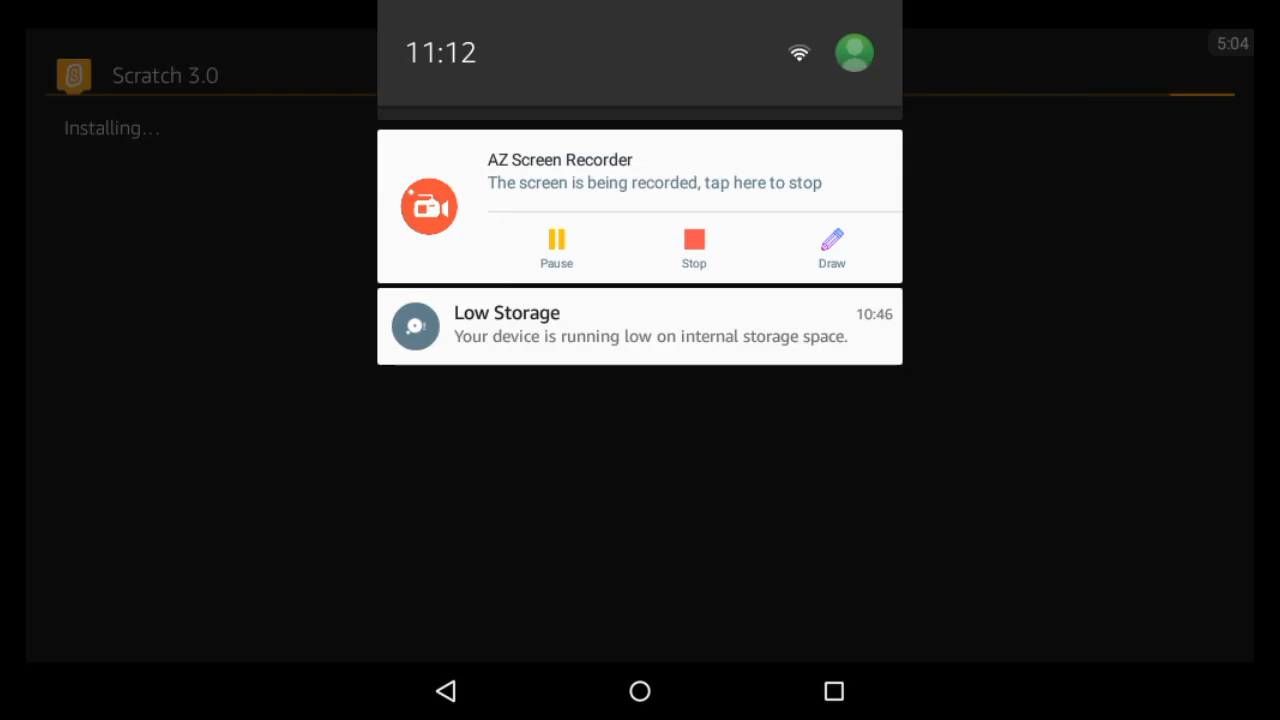 11:12
5:04
Scratch 3.0
Installing...
AZ Screen Recorder
The screen is being recorded, tap here to stop
Pause
Stop
Draw
Low Storage
10:46
Your device is running low on internal storage space.